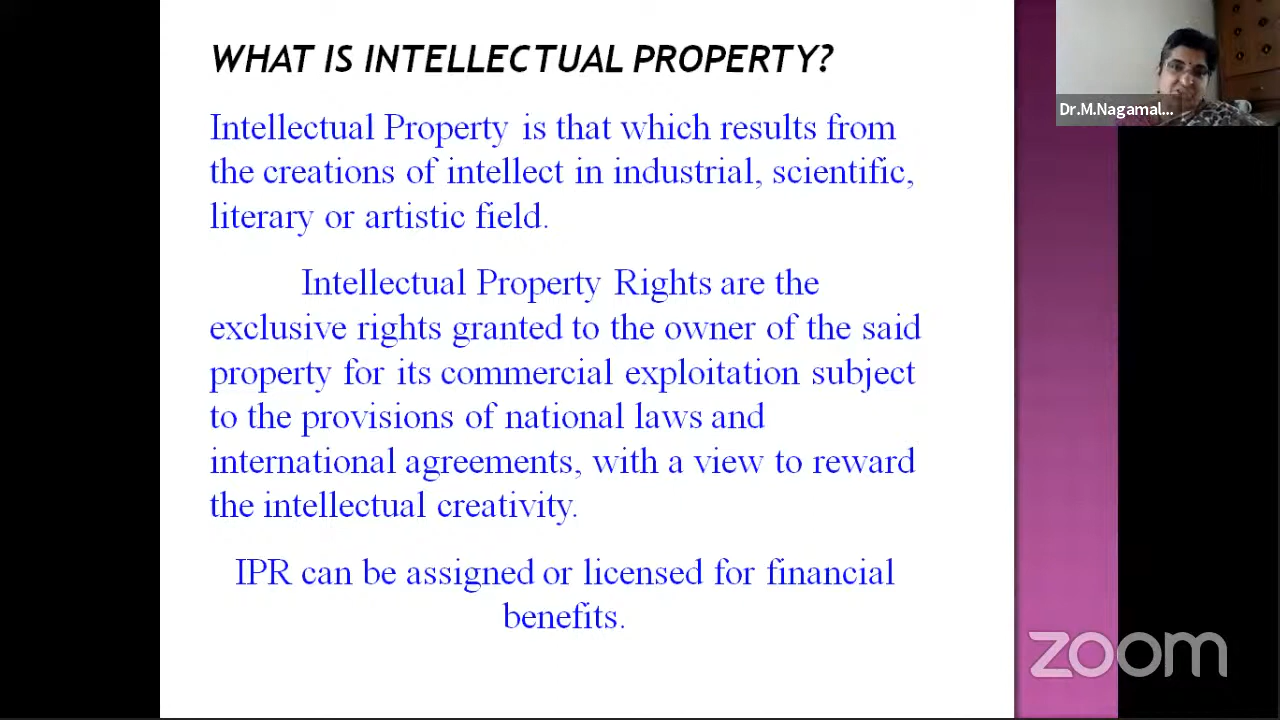 WHAT IS INTELLECTUAL PROPERTY?
Intellectual Property is that which results from
the creations of intellect in industrial, scientific,
literary or artistic field.
Intellectual Property Rights are the
exclusive rights granted to the owner of the said
property for its commercial exploitation subject
to the provisions of national laws and
international agreements, with a view to reward
the intellectual creativity.
IPR can be assigned or licensed for financial
benefits.
Dr.M.Nagamal...
zoom